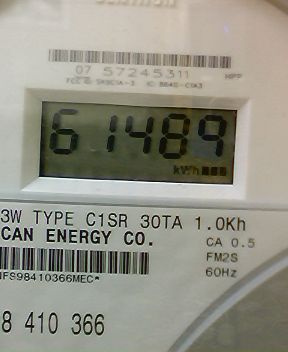 07 57245311
61489
kWh
3W TYPE C1SR 30TA 1.0Kh
CAN ENERGY CO.
CA 0.5
FM2S
60Hz
IFS98410366MEC*
8 410 366